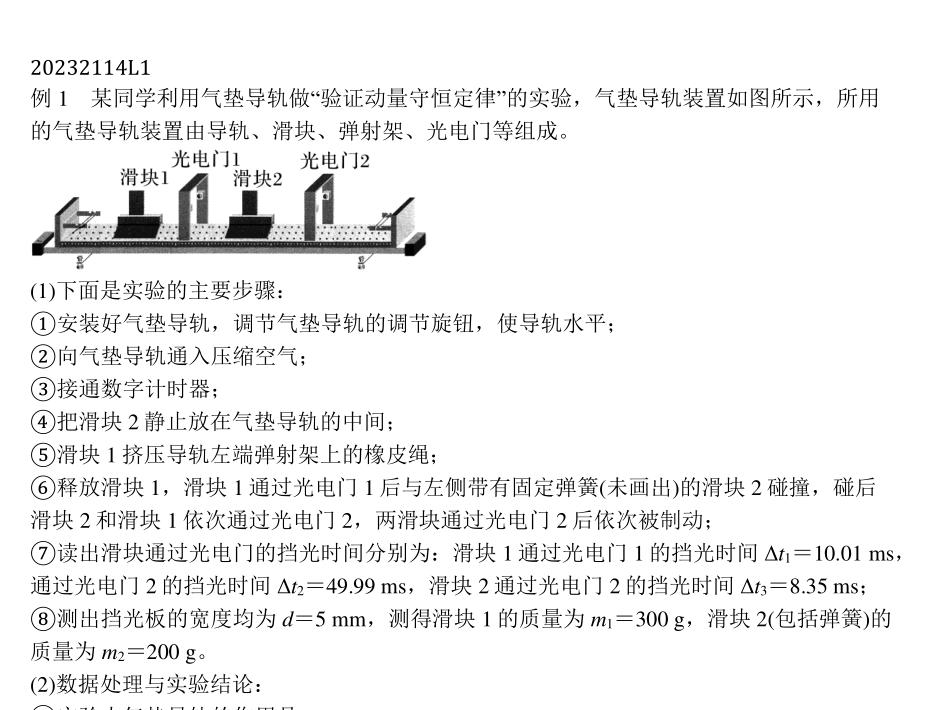 20232114L1
例 1　某同学利用气垫导轨做“验证动量守恒定律”的实验，气垫导轨装置如图所示，所用
的气垫导轨装置由导轨、滑块、弹射架、光电门等组成。
光电门1 光电门2
滑块1 滑块2
(1)下面是实验的主要步骤：
①安装好气垫导轨，调节气垫导轨的调节旋钮，使导轨水平；
②向气垫导轨通入压缩空气；
③接通数字计时器；
④把滑块 2 静止放在气垫导轨的中间；
⑤滑块 1 挤压导轨左端弹射架上的橡皮绳；
⑥释放滑块 1，滑块 1 通过光电门 1 后与左侧带有固定弹簧(未画出)的滑块 2 碰撞，碰后
滑块 2 和滑块 1 依次通过光电门 2，两滑块通过光电门 2 后依次被制动；
⑦读出滑块通过光电门的挡光时间分别为：滑块 1 通过光电门 1 的挡光时间 Δt₁＝10.01 ms，
通过光电门 2 的挡光时间 Δt₂＝49.99 ms，滑块 2 通过光电门 2 的挡光时间 Δt₃＝8.35 ms；
⑧测出挡光板的宽度均为 d＝5 mm，测得滑块 1 的质量为 m₁＝300 g，滑块 2(包括弹簧)的
质量为 m₂＝200 g。
(2)数据处理与实验结论：